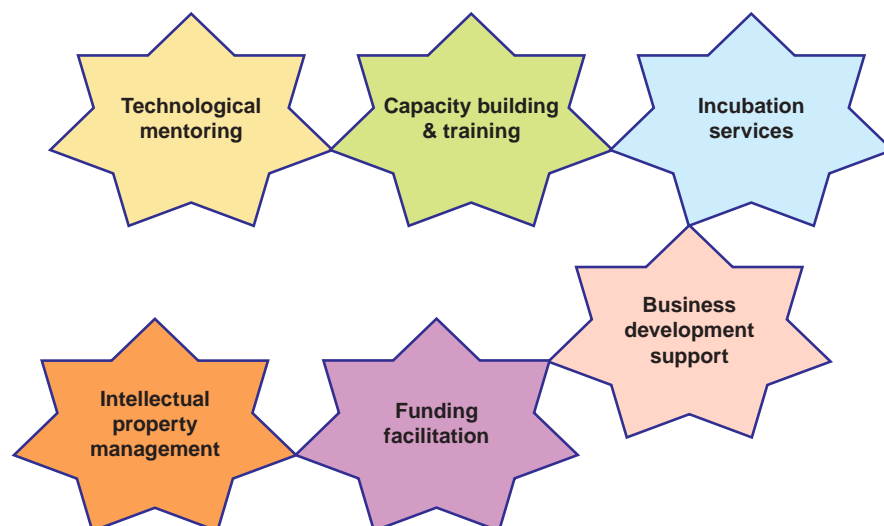 Technological
mentoring
Capacity building
& training
Incubation
services
Business
development
support
Intellectual
property
management
Funding
facilitation